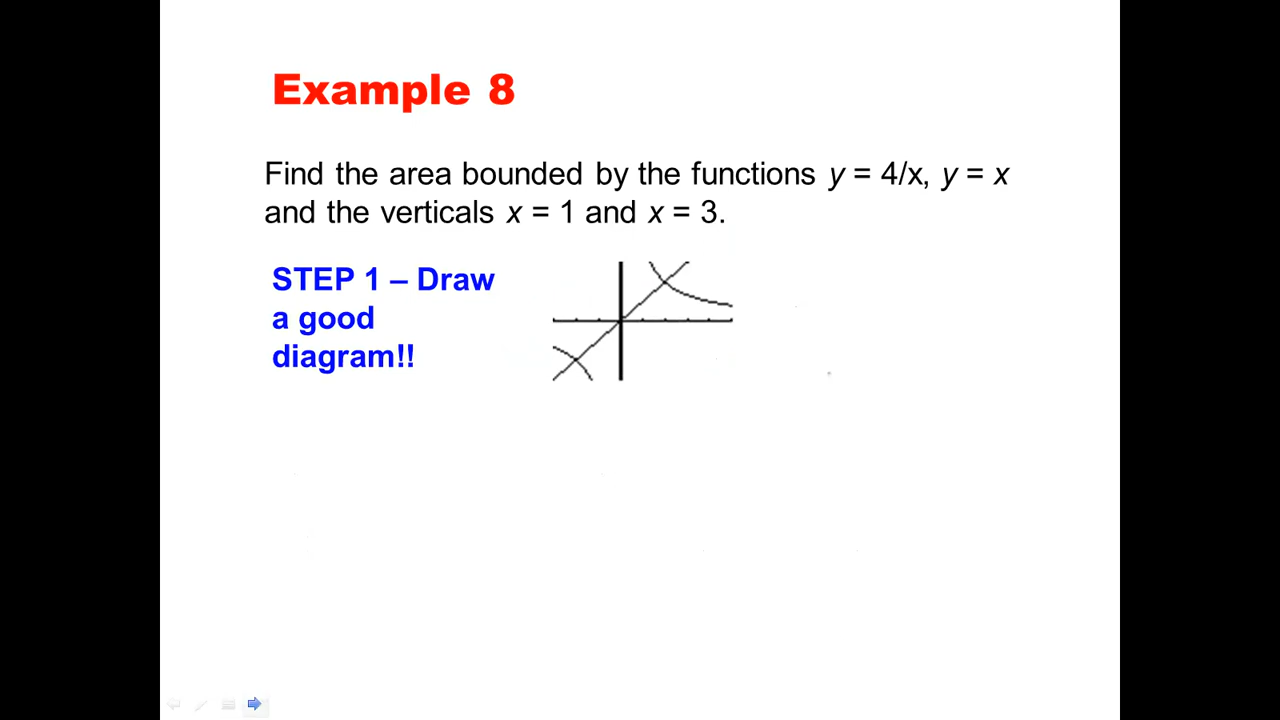 Example 8
Find the area bounded by the functions y = 4/x, y = x
and the verticals x = 1 and x = 3.
STEP 1 – Draw
a good
diagram!!